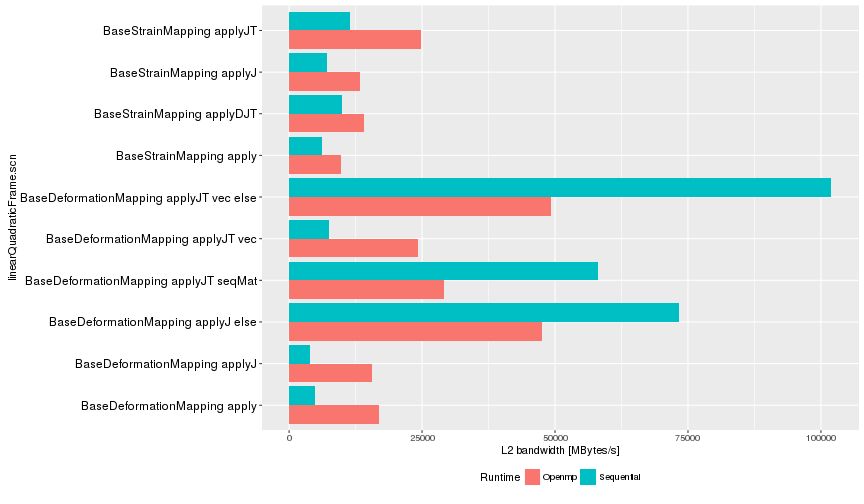 linearQuadraticFrame.scn
BaseStrainMapping applyJT
BaseStrainMapping applyJ
BaseStrainMapping applyDJT
BaseStrainMapping apply
BaseDeformationMapping applyJT vec else
BaseDeformationMapping applyJT vec
BaseDeformationMapping applyJT seqMat
BaseDeformationMapping applyJ else
BaseDeformationMapping applyJ
BaseDeformationMapping apply
0 25000 50000 75000 100000
L2 bandwidth [MBytes/s]
Runtime Openmp Sequential